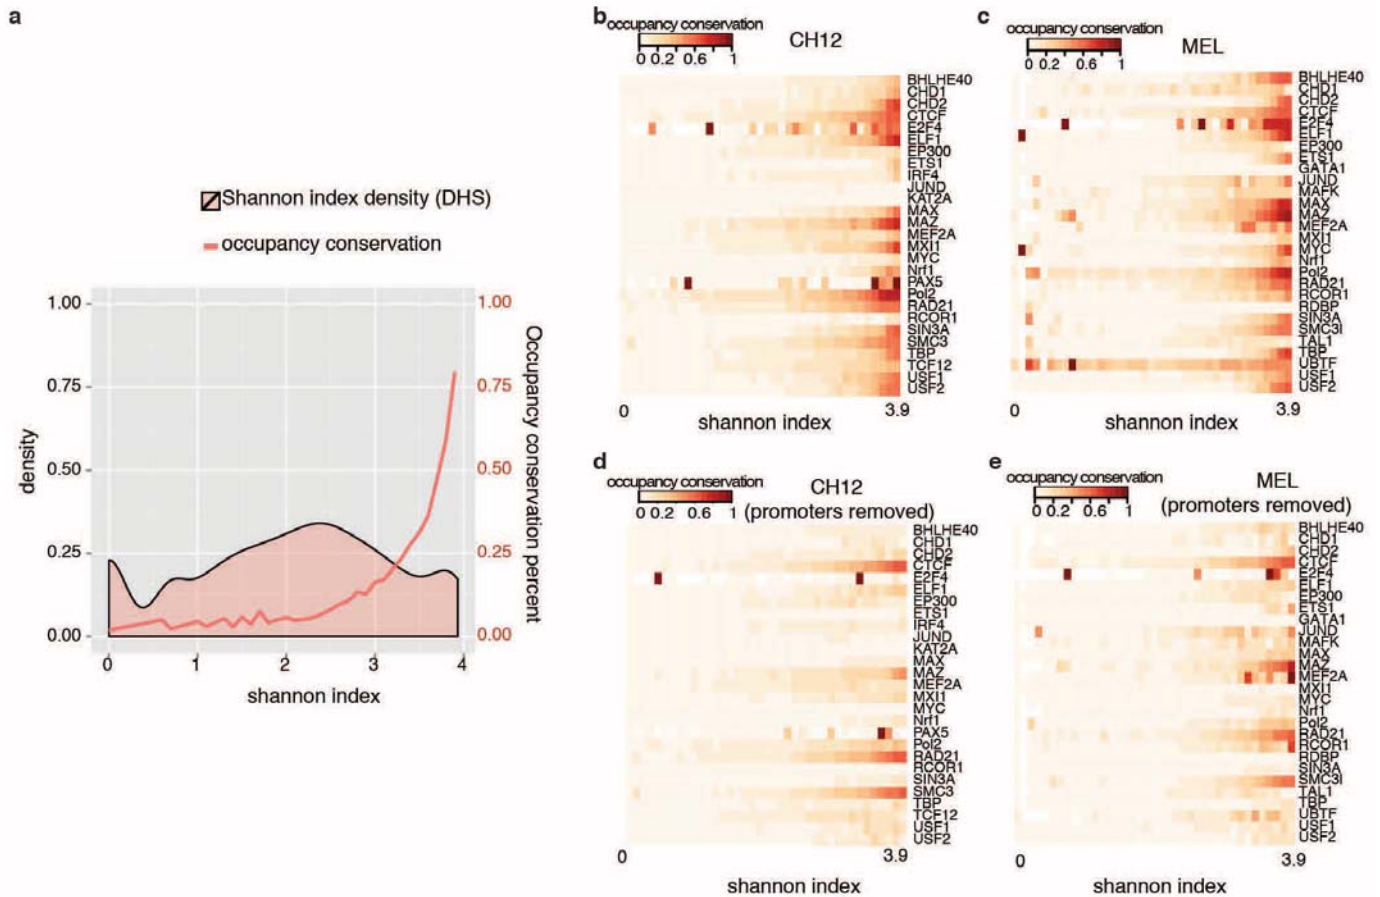 a
Shannon index density (DHS)
occupancy conservation
1.00
0.75
0.50
0.25
0.00
density
1.00
0.75
0.50
0.25
0.00
Occupancy conservation percent
0 1 2 3 4
shannon index
b
occupancy conservation
CH12
0 0.2 0.6 1
BHLHE40
CHD1
CHD2
CTCF
E2F4
ELF1
EP300
ETS1
IRF4
JUND
KAT2A
MAX
MAZ
MEF2A
MXI1
MYC
Nrf1
PAX5
Pol2
RAD21
RCOR1
SIN3A
SMC3
TBP
TCF12
USF1
USF2
0 3.9
shannon index
c
occupancy conservation
MEL
0 0.2 0.6 1
BHLHE40
CHD1
CHD2
CTCF
E2F4
ELF1
EP300
ETS1
GATA1
JUND
MAFK
MAX
MAZ
MEF2A
MXI1
MYC
Nrf1
Pol2
RAD21
RCOR1
RDBP
SIN3A
SMC3l
TAL1
TBP
UBTF
USF1
USF2
0 3.9
shannon index
d
occupancy conservation
CH12
(promoters removed)
0 0.2 0.6 1
BHLHE40
CHD1
CHD2
CTCF
E2F4
ELF1
EP300
ETS1
IRF4
JUND
KAT2A
MAX
MAZ
MEF2A
MXI1
MYC
Nrf1
PAX5
Pol2
RAD21
RCOR1
SIN3A
SMC3
TBP
TCF12
USF1
USF2
0 3.9
shannon index
e
occupancy conservation
MEL
(promoters removed)
0 0.2 0.6 1
BHLHE40
CHD1
CHD2
CTCF
E2F4
ELF1
EP300
ETS1
GATA1
JUND
MAFK
MAX
MAZ
MEF2A
MXI1
MYC
Nrf1
Pol2
RAD21
RCOR1
RDBP
SIN3A
SMC3l
TAL1
TBP
UBTF
USF1
USF2
0 3.9
shannon index